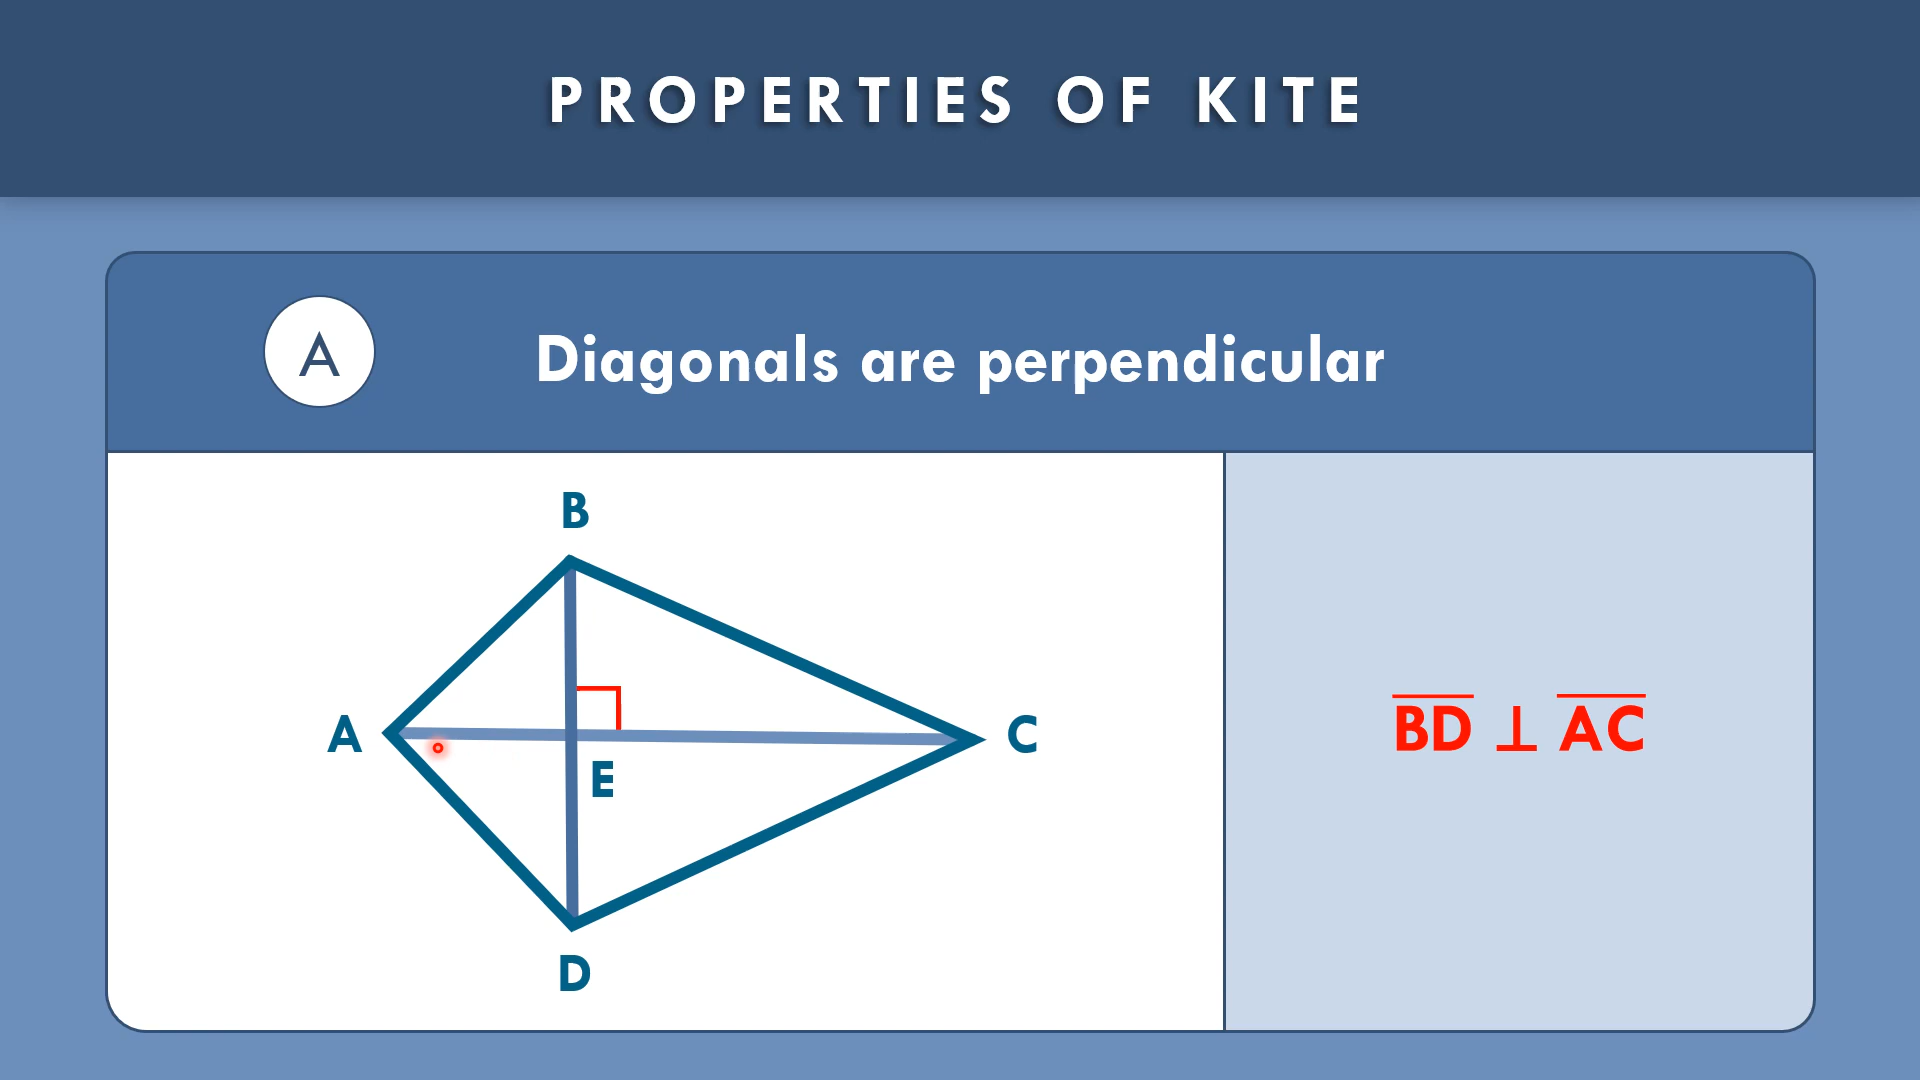 PROPERTIES OF KITE
A
Diagonals are perpendicular
B
A
C
E
D
BD ⊥ AC